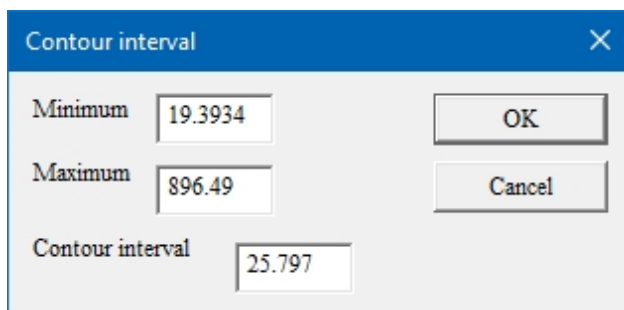 Contour interval
Minimum 19.3934 OK
Maximum 896.49 Cancel
Contour interval 25.797